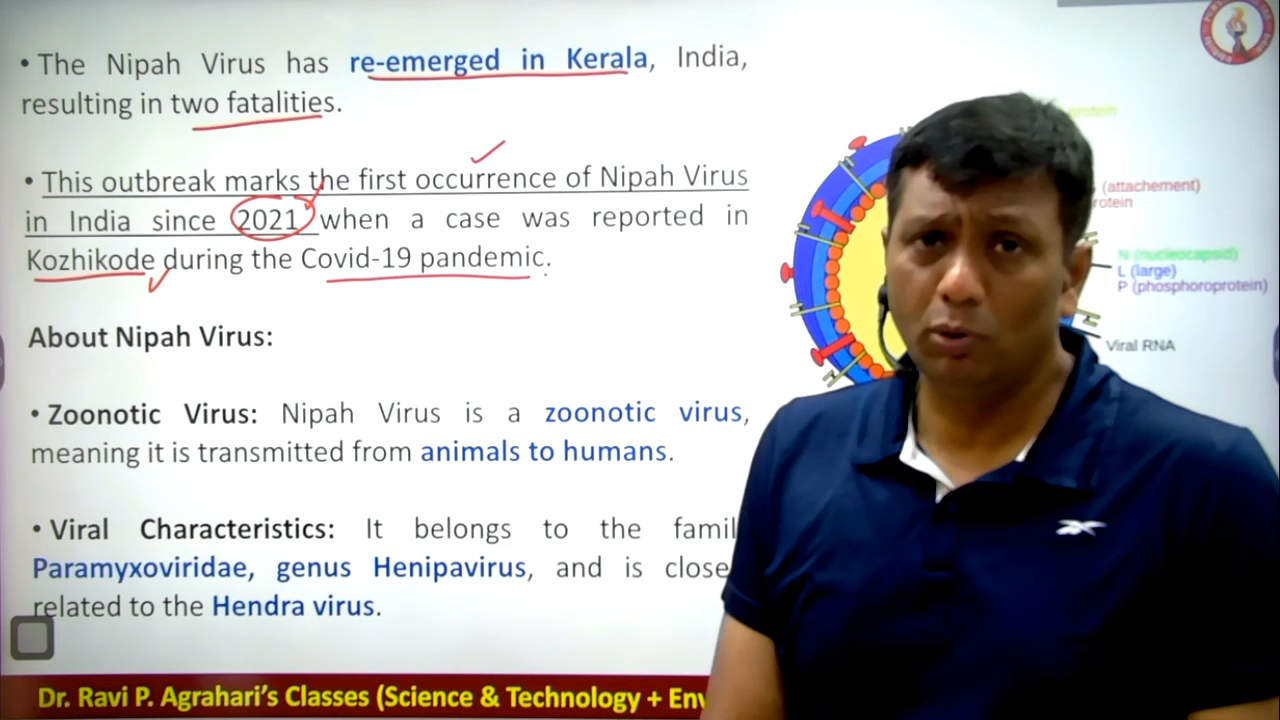 • The Nipah Virus has re-emerged in Kerala, India,
resulting in two fatalities.
• This outbreak marks the first occurrence of Nipah Virus
in India since 2021 when a case was reported in
Kozhikode during the Covid-19 pandemic.
About Nipah Virus:
• Zoonotic Virus: Nipah Virus is a zoonotic virus,
meaning it is transmitted from animals to humans.
• Viral Characteristics: It belongs to the famil
Paramyxoviridae, genus Henipavirus, and is close
related to the Hendra virus.
protein
(attachement)
rotein
N (nucleocapsid)
L (large)
P (phosphoroprotein)
Viral RNA
Dr. Ravi P. Agrahari's Classes (Science & Technology + Env